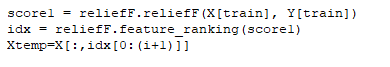 score1 = reliefF.reliefF(X[train], Y[train])
idx = reliefF.feature_ranking(score1)
Xtemp=X[:,idx[0:(i+1)]]